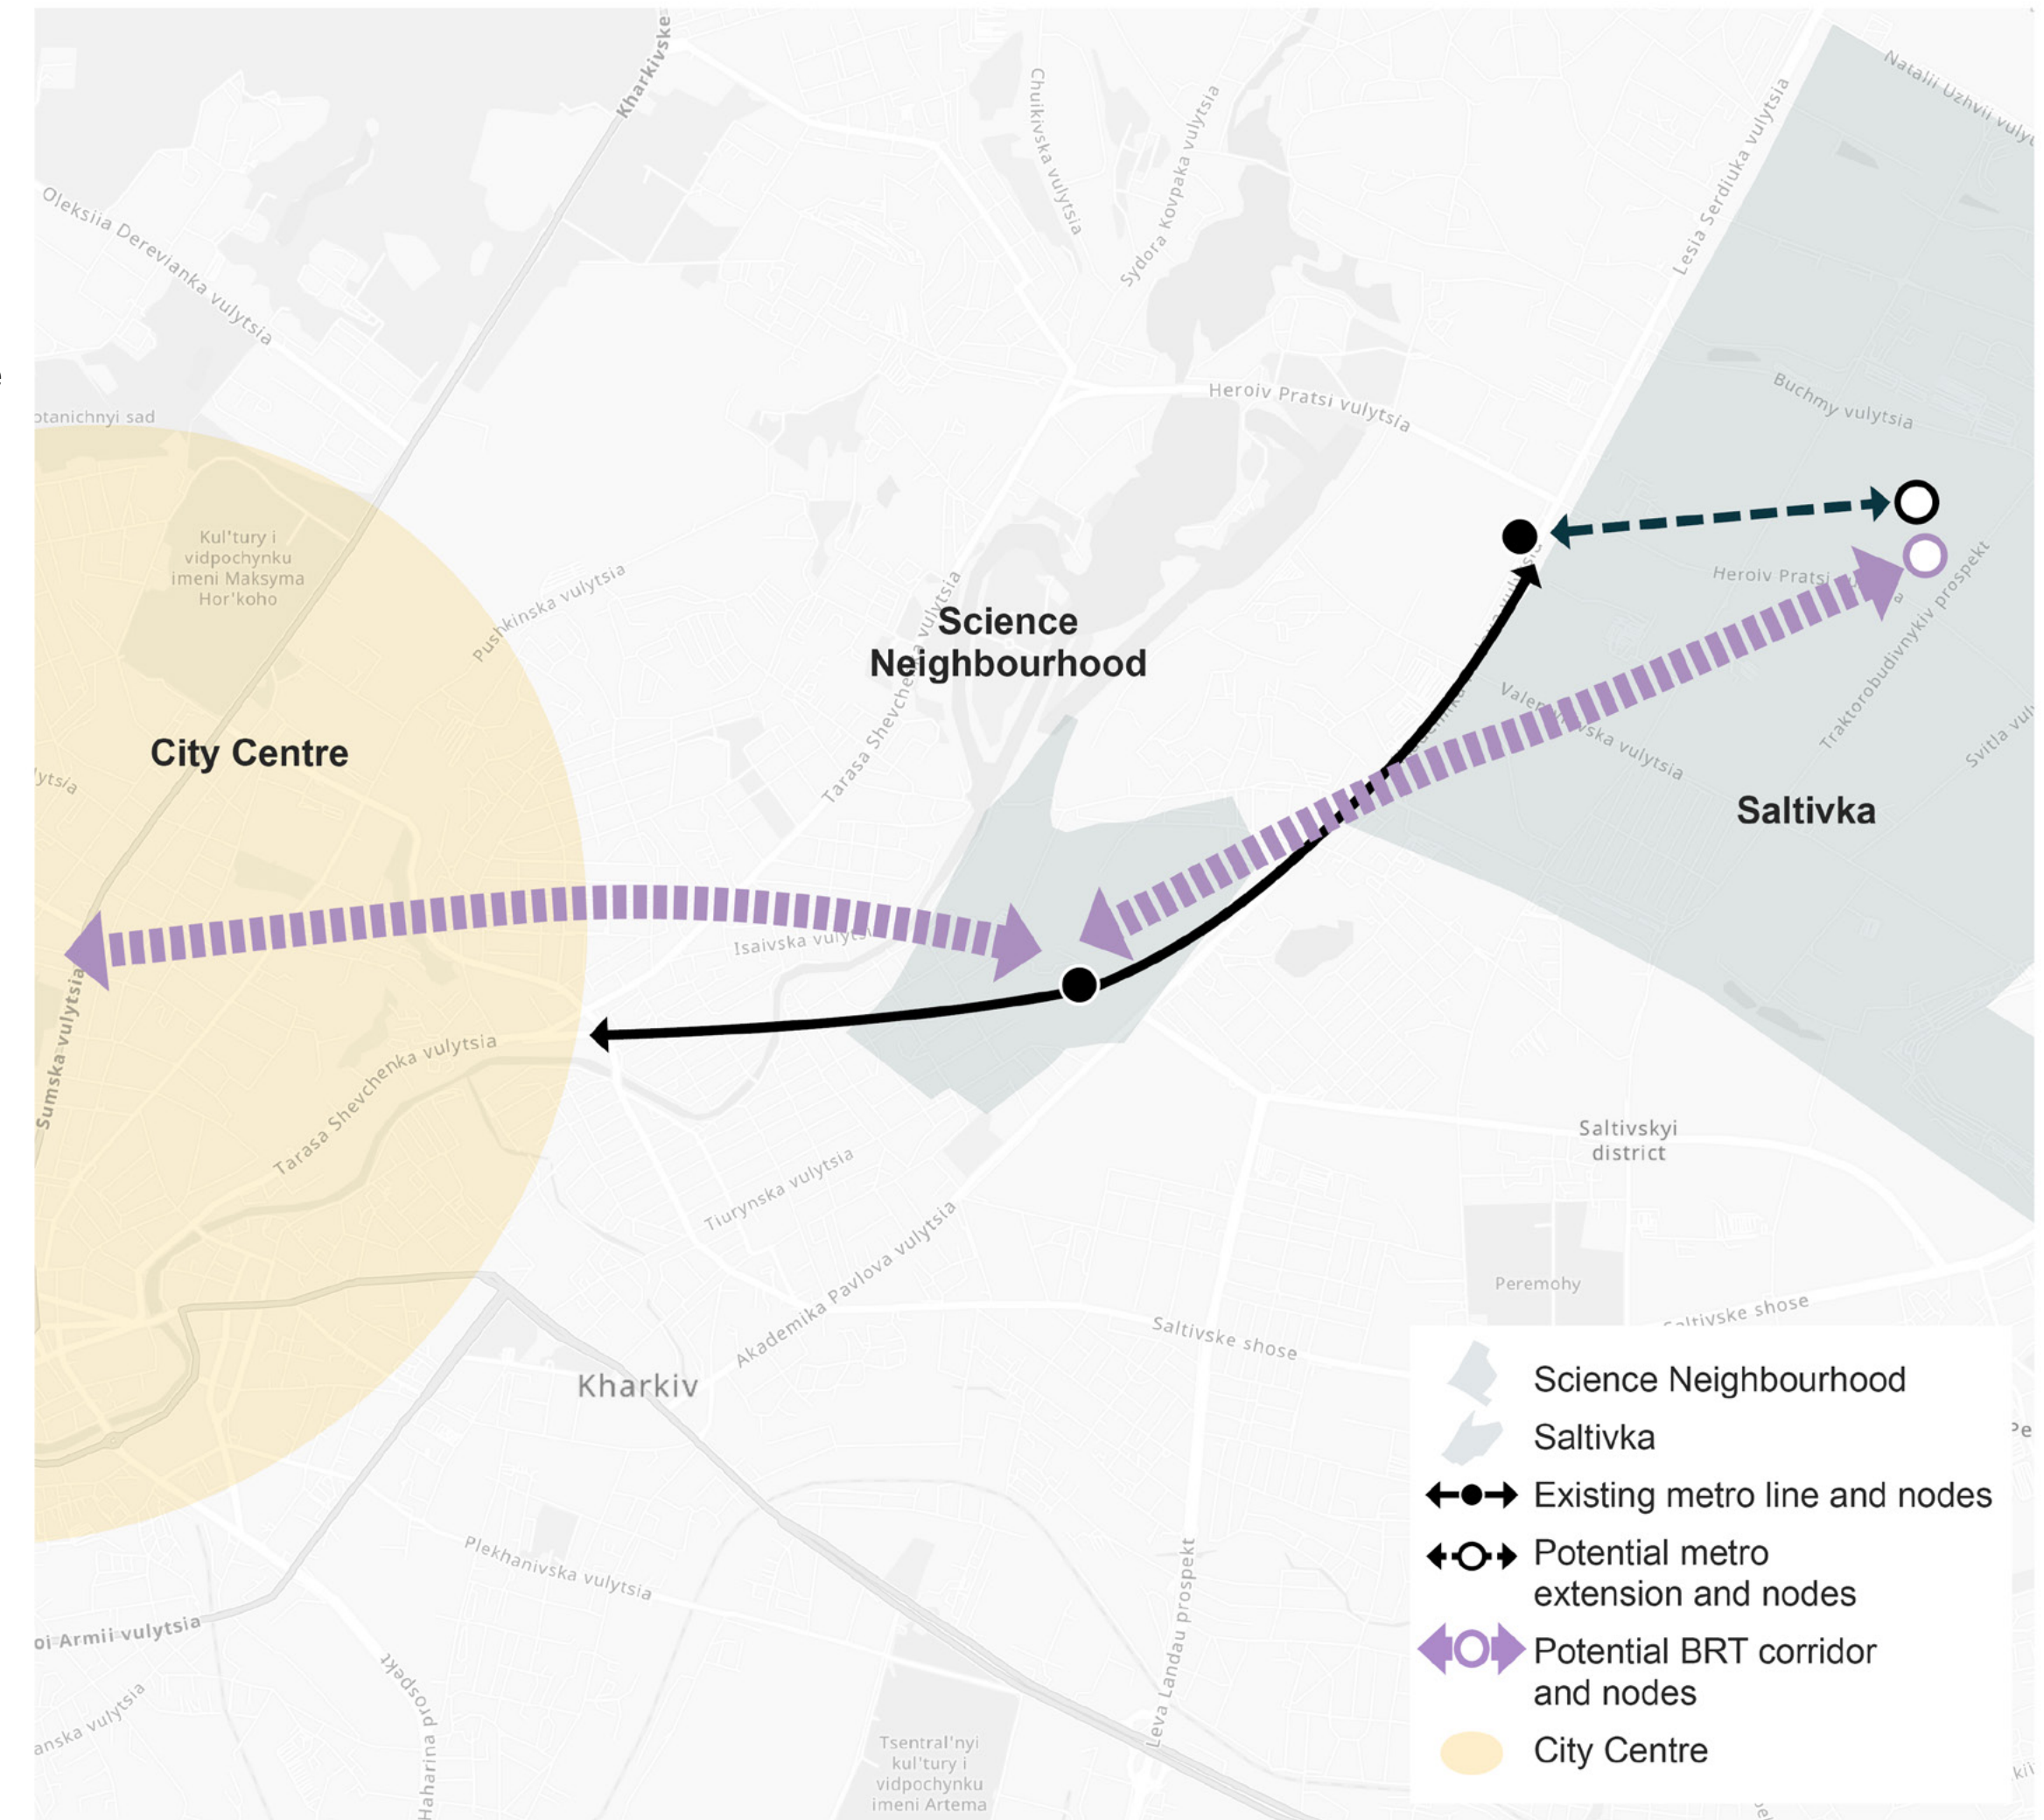 Kharkivske
Natalii Uzhvii
Chuikivska vulytsia
Sydora Kovpaka vulytsia
Lesia Serdiuka vulytsia
Oleksiia Derevianka vulytsia
Buchmy vulytsia
Heroiv Pratsi vulytsia
otanichnyi sad
Kul'tury i
vidpochynku
imeni Maksyma
Hor'koho
Pushkinska vulytsia
Tarasa Shevchenka vulytsia
Science
Neighbourhood
Heroiv Pratsi
Traktorobudivnykiv prospekt
Svitla
City Centre
Saltivka
lytsia
Isaivska
Sumska vulytsia
Tarasa Shevchenka vulytsia
Saltivskyi
district
Tiurynska vulytsia
Akademika Pavlova vulytsia
Peremohy
Saltivske shose
altivske shose
Kharkiv
Plekhanivska vulytsia
oi Armii vulytsia
anska vulytsia
Haharina prospekt
Leva Landau prospekt
Tsentral'nyi
kul'tury i
vidpochynku
imeni Artema
Science Neighbourhood
Saltivka
Existing metro line and nodes
Potential metro
extension and nodes
Potential BRT corridor
and nodes
City Centre